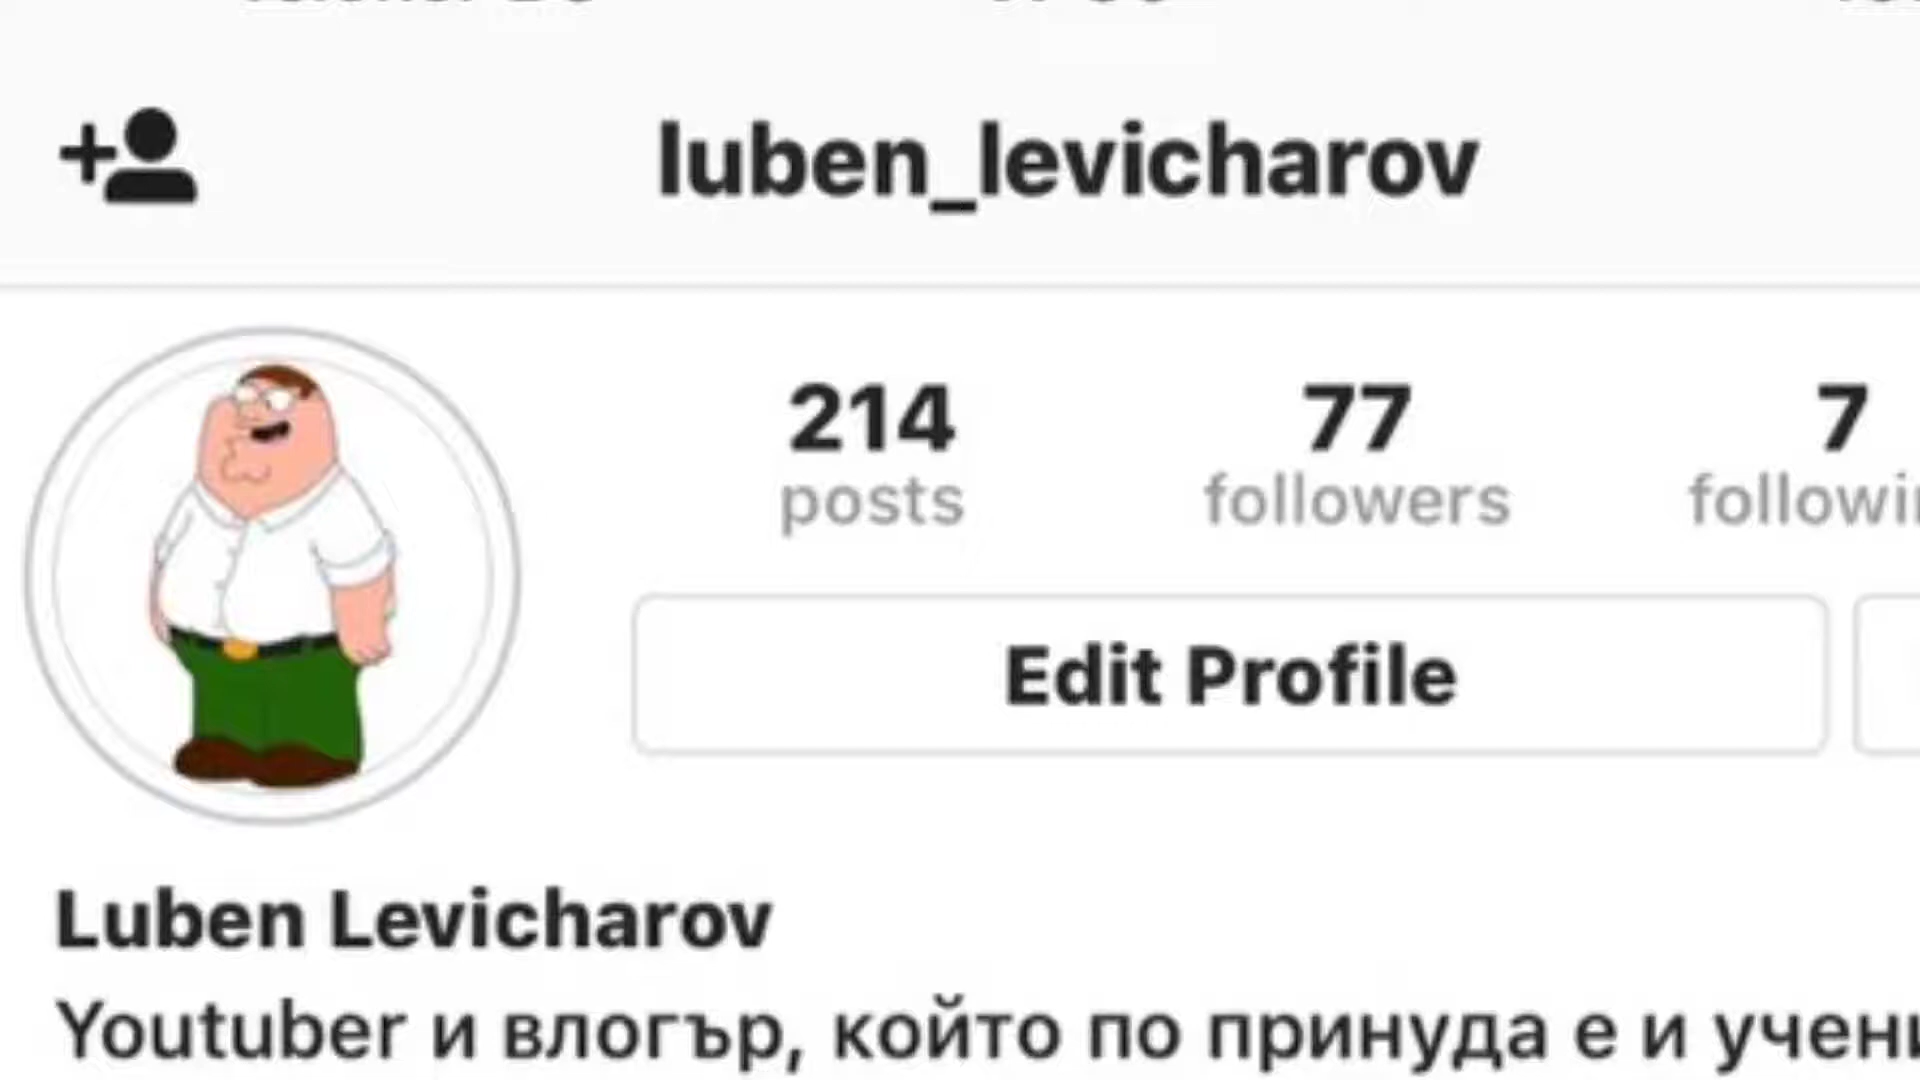 luben_levicharov
214 77 7
posts followers
Edit Profile
Luben Levicharov
Youtuber и влогър, който по принуда е и